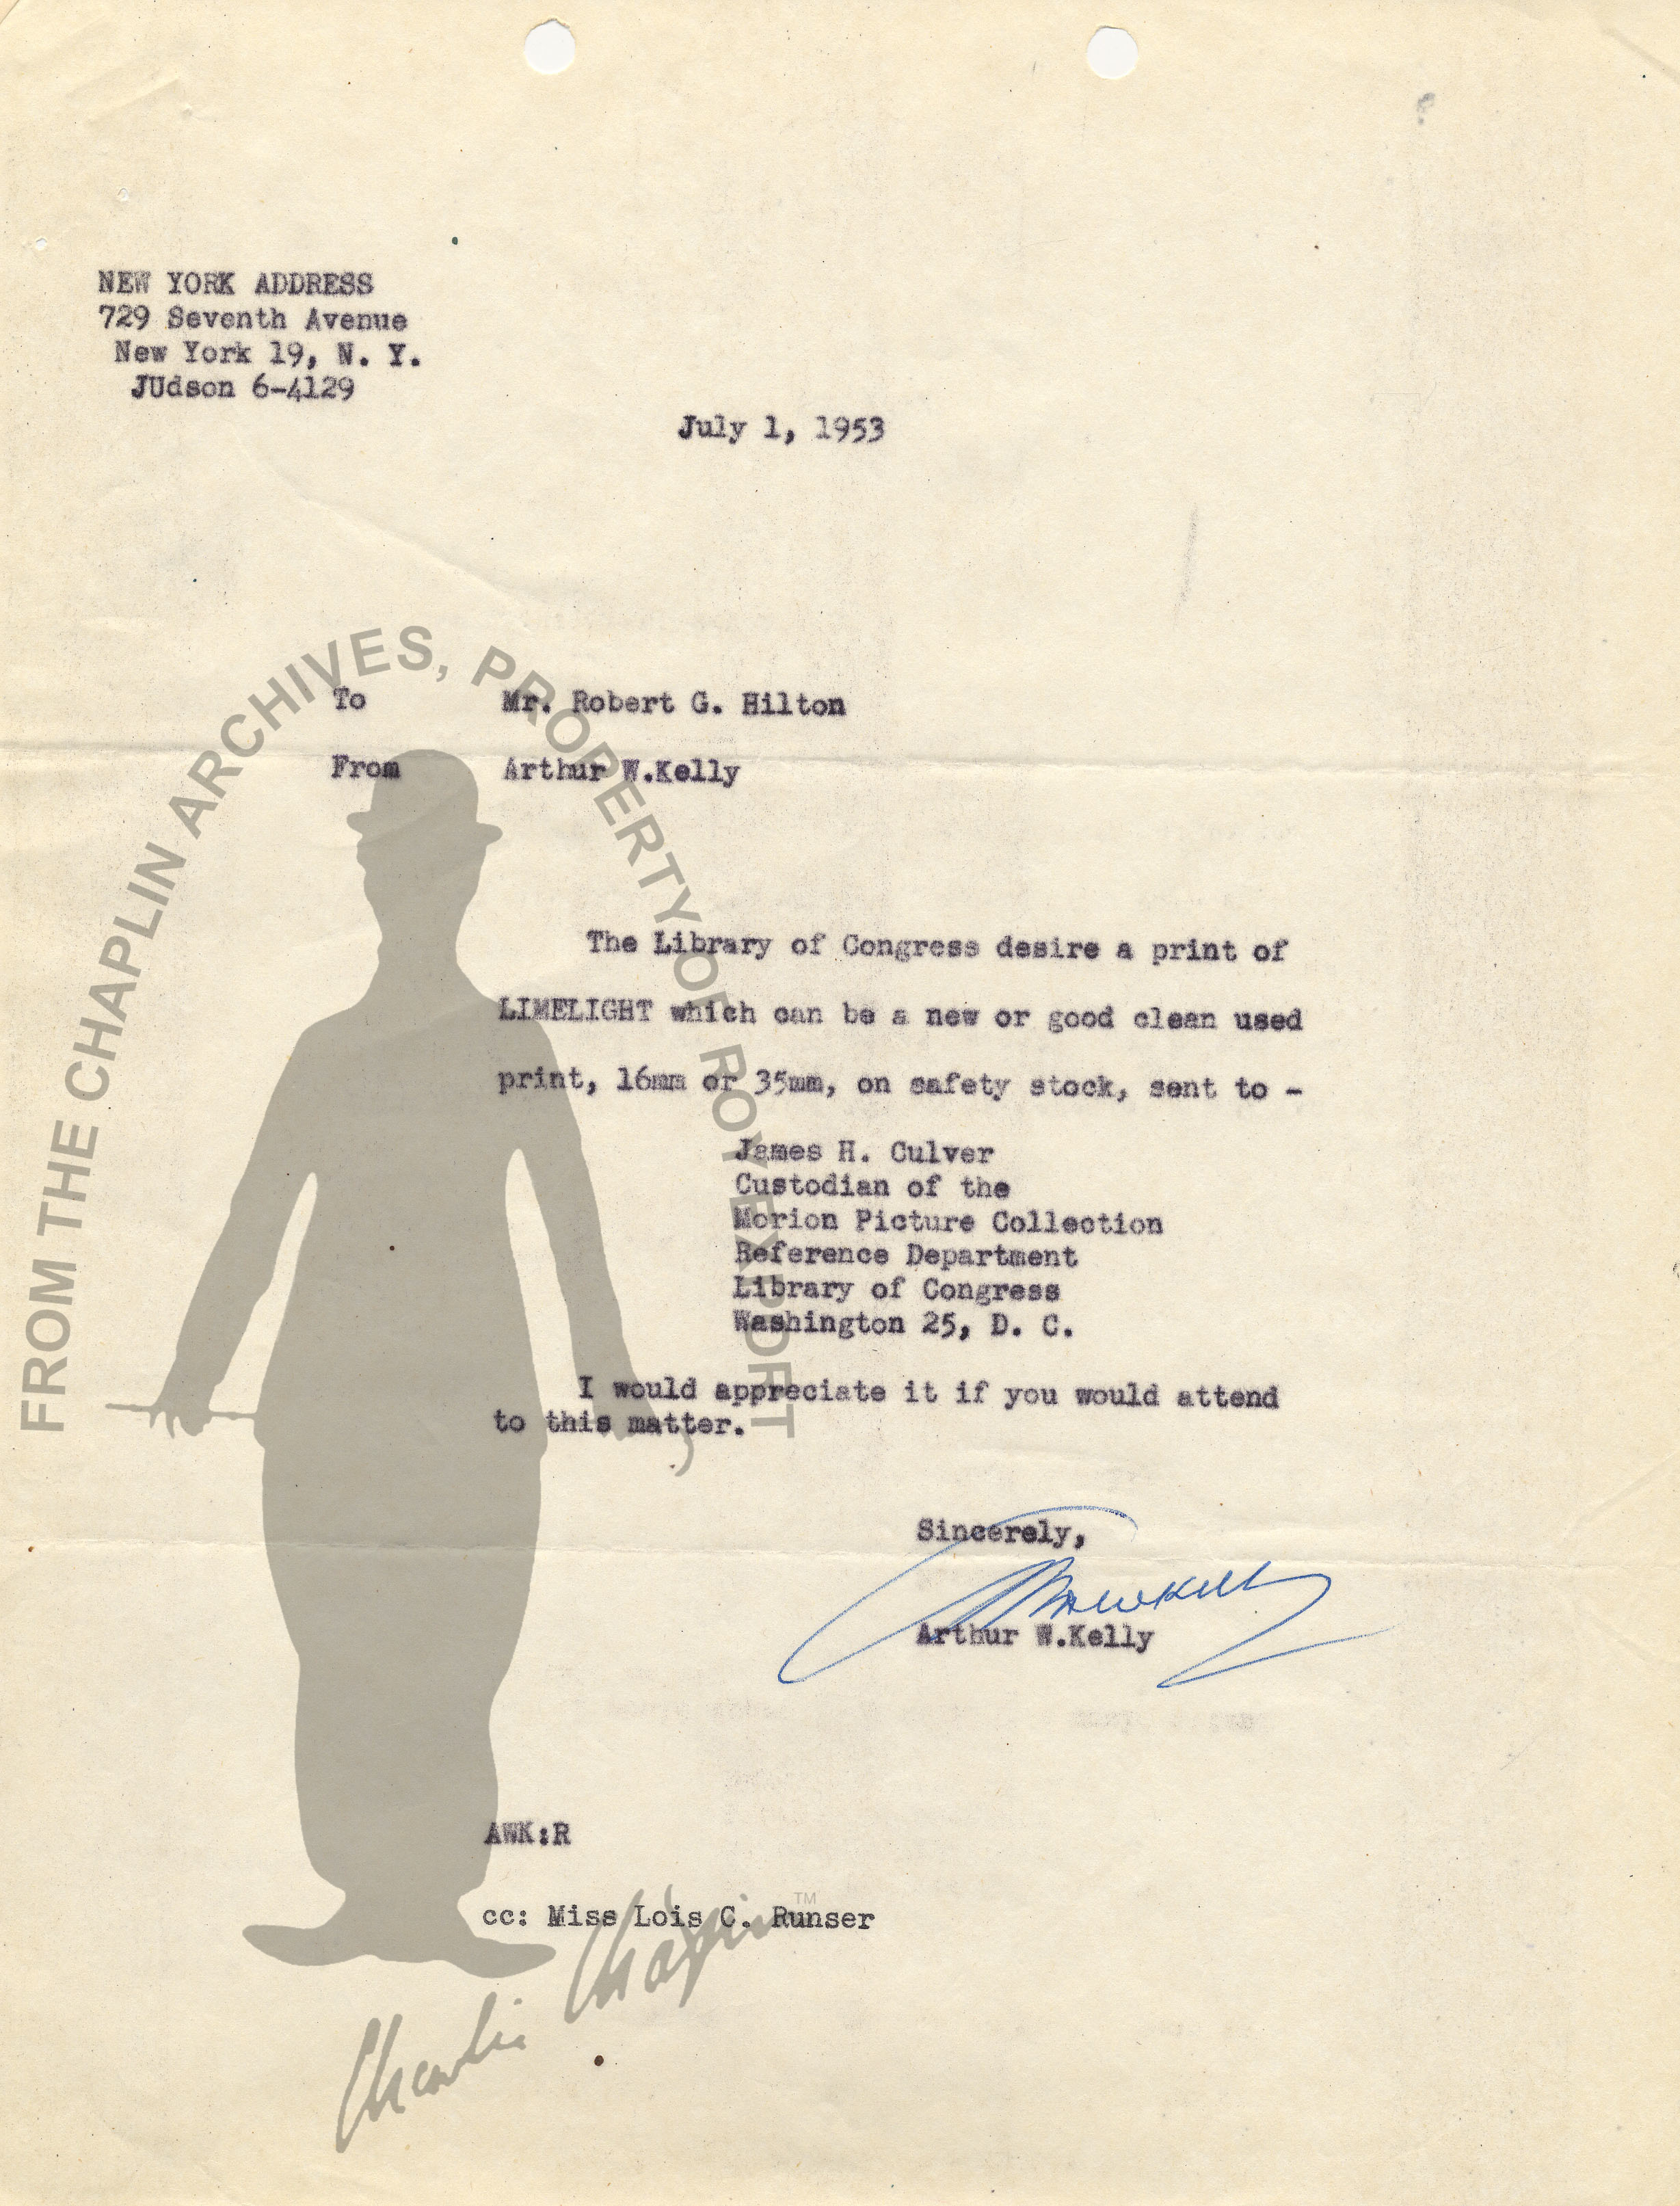 NEW YORK ADDRESS
729 Seventh Avenue
New York 19, N. Y.
JUdson 6-4129
July 1, 1953
To Mr. Robert G. Hilton
From Arthur W.Kelly
The Library of Congress desire a print of
LIMELIGHT which can be a new or good clean used
print, 16mm or 35mm, on safety stock, sent to -
James H. Culver
Custodian of the
Morion Picture Collection
Reference Department
Library of Congress
Washington 25, D. C.
I would appreciate it if you would attend
to this matter.
Sincerely,
Arthur W.Kelly
AWK:R
cc: Miss Lois C. Runser
FROM THE CHAPLIN ARCHIVES, PROPERTY OF ROY EXPORT
Charlie Chaplin
TM